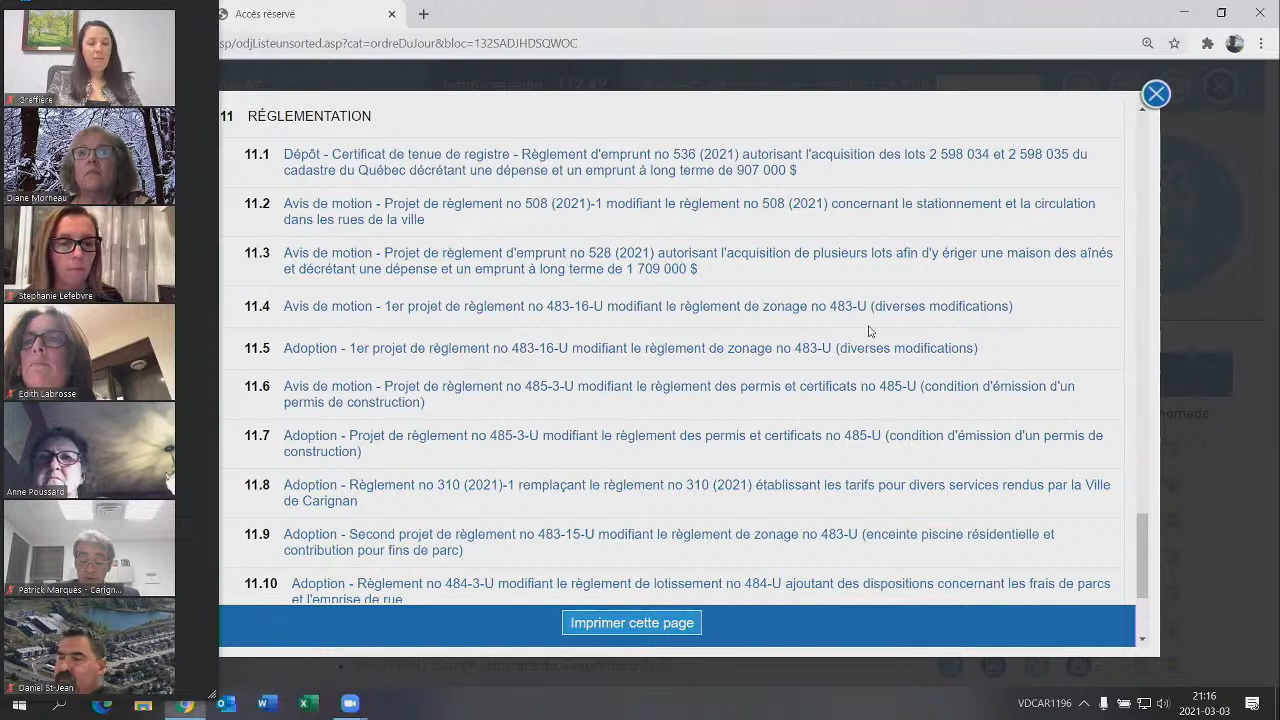 Accès réservé
sp/odjListeunsorted.asp?cat=ordreDuJour&bloc=132
Greffière
Diane Morneau
Stephanie Lefebvre
Edith Labrosse
Anne Poussard
Patrick Marquès - Carign...
Daniel St-Jean
11 RÉGLEMENTATION
11.1 Dépôt - Certificat de tenue de registre - Règlement d'emprunt no 536 (2021) autorisant l'acquisition des lots 2 598 034 et 2 598 035 du
cadastre du Québec décrétant une dépense et un emprunt à long terme de 907 000 $
11.2 Avis de motion - Projet de règlement no 508 (2021)-1 modifiant le règlement no 508 (2021) concernant le stationnement et la circulation
dans les rues de la ville
11.3 Avis de motion - Projet de règlement d'emprunt no 528 (2021) autorisant l'acquisition de plusieurs lots afin d'y ériger une maison des aînés
et décrétant une dépense et un emprunt à long terme de 1 709 000 $
11.4 Avis de motion - 1er projet de règlement no 483-16-U modifiant le règlement de zonage no 483-U (diverses modifications)
11.5 Adoption - 1er projet de règlement no 483-16-U modifiant le règlement de zonage no 483-U (diverses modifications)
11.6 Avis de motion - Projet de règlement no 485-3-U modifiant le règlement des permis et certificats no 485-U (condition d'émission d'un
permis de construction)
11.7 Adoption - Projet de règlement no 485-3-U modifiant le règlement des permis et certificats no 485-U (condition d'émission d'un permis de
construction)
11.8 Adoption - Règlement no 310 (2021)-1 remplaçant le règlement no 310 (2021) établissant les tarifs pour divers services rendus par la Ville
de Carignan
11.9 Adoption - Second projet de règlement no 483-15-U modifiant le règlement de zonage no 483-U (enceinte piscine résidentielle et
contribution pour fins de parc)
11.10 Adoption - Règlement no 484-3-U modifiant le règlement de lotissement no 484-U ajoutant des dispositions concernant les frais de parcs
et l'emprise de rue
Imprimer cette page
nomade
VDCAR1196
21:16
2021-03-03